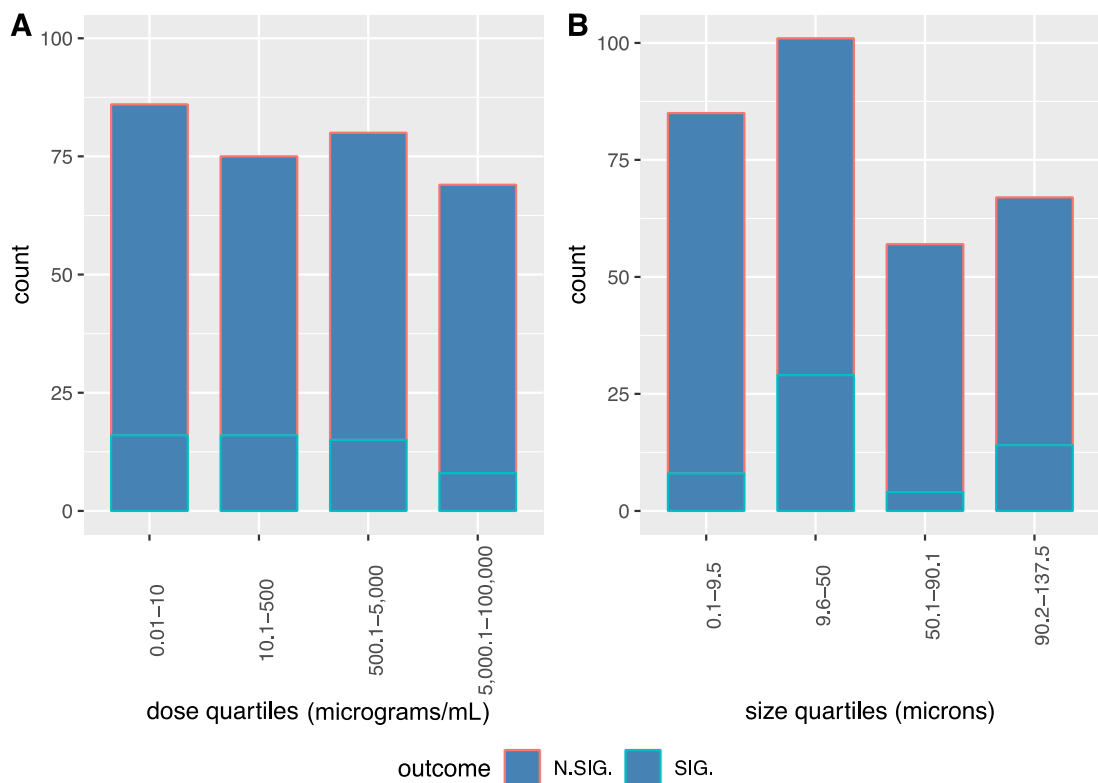 A
100
75
50
25
0
count
0.01−10
10.1−500
500.1−5,000
5,000.1−100,000
dose quartiles (micrograms/mL)
B
100
75
50
25
0
count
0.1−9.5
9.6−50
50.1−90.1
90.2−137.5
size quartiles (microns)
outcome N.SIG. SIG.